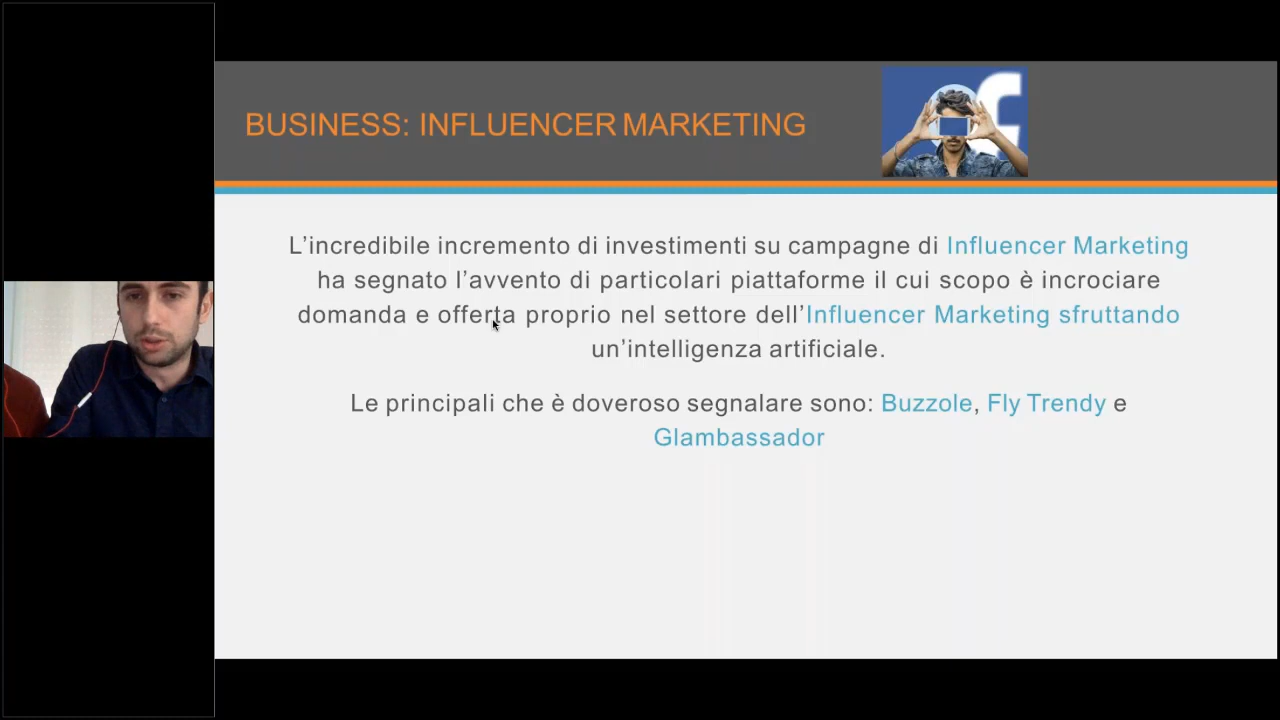 BUSINESS: INFLUENCER MARKETING
L’incredibile incremento di investimenti su campagne di Influencer Marketing
ha segnato l’avvento di particolari piattaforme il cui scopo è incrociare
domanda e offerta proprio nel settore dell’Influencer Marketing sfruttando
un’intelligenza artificiale.
Le principali che è doveroso segnalare sono: Buzzole, Fly Trendy e
Glambassador